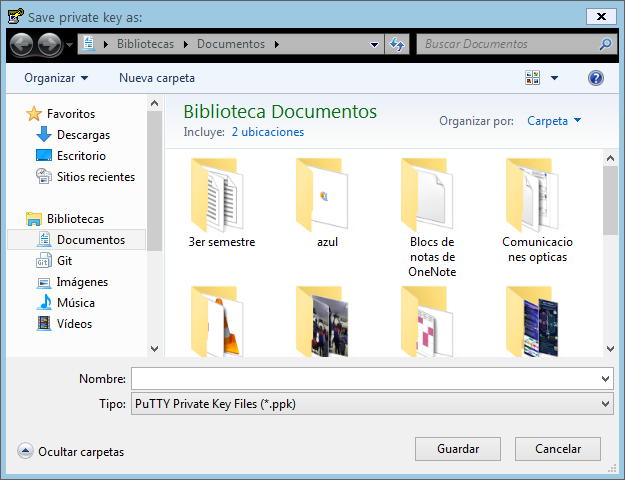 Save private key as:
Bibliotecas
Documentos
Buscar Documentos
Organizar
Nueva carpeta
Favoritos
Descargas
Escritorio
Sitios recientes
Bibliotecas
Documentos
Git
Imágenes
Música
Vídeos
Biblioteca Documentos
Incluye: 2 ubicaciones
Organizar por: Carpeta
3er semestre
azul
Blocs de
notas de
OneNote
Comunicacio
nes opticas
Nombre:
Tipo: PuTTY Private Key Files (*.ppk)
Ocultar carpetas
Guardar
Cancelar